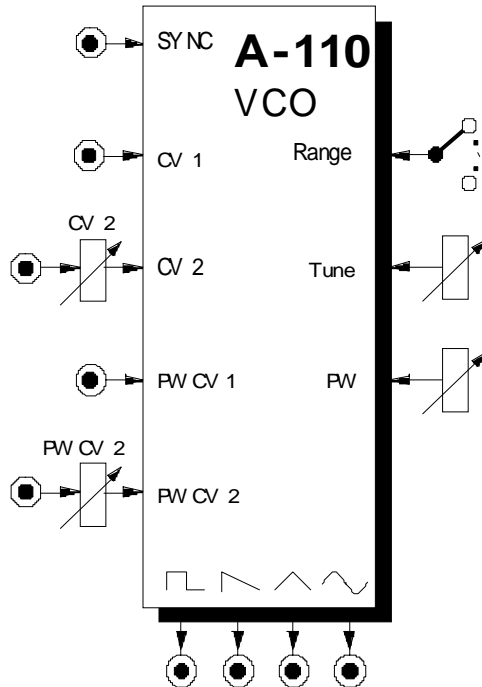 SYNC
A-110
VCO
CV 1
Range
CV 2
CV 2
Tune
PW CV 1
PW
PW CV 2
PW CV 2